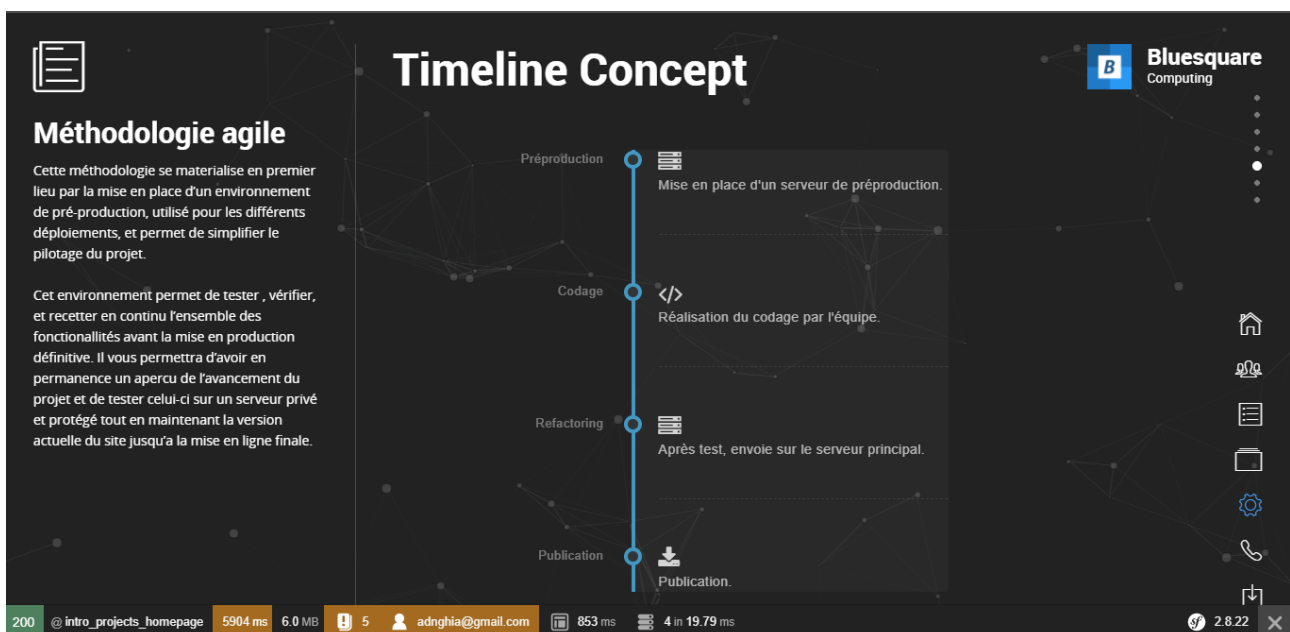 Méthodologie agile
Cette méthodologie se materialise en premier
lieu par la mise en place d'un environnement
de pré-production, utilisé pour les différents
déploiements, et permet de simplifier le
pilotage du projet.
Cet environnement permet de tester , vérifier,
et recetter en continu l'ensemble des
fonctionallités avant la mise en production
définitive. Il vous permettra d'avoir en
permanence un apercu de l'avancement du
projet et de tester celui-ci sur un serveur privé
et protégé tout en maintenant la version
actuelle du site jusqu'a la mise en ligne finale.
Timeline Concept
Préproduction
Mise en place d'un serveur de préproduction.
Codage
</>
Réalisation du codage par l'équipe.
Refactoring
Après test, envoie sur le serveur principal.
Publication
Publication.
B
Bluesquare
Computing
200 @ intro_projects_homepage 5904 ms 6.0 MB 5 adnghia@gmail.com 853 ms 4 in 19.79 ms sf 2.8.22